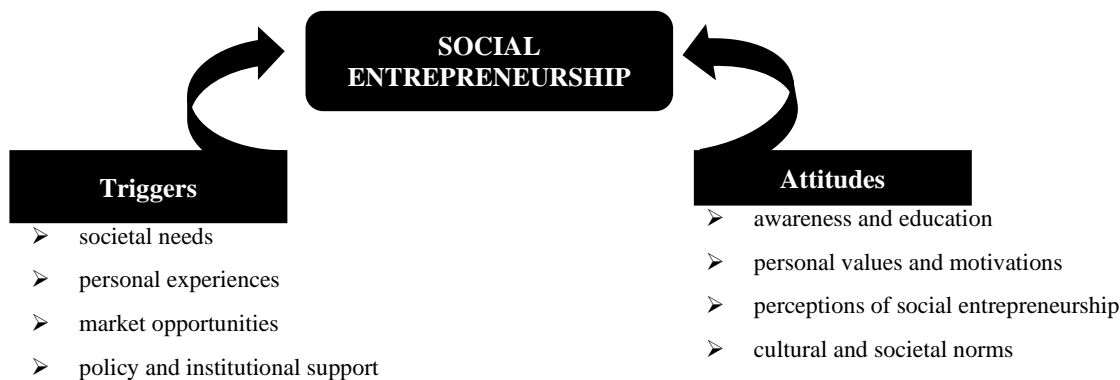 SOCIAL
ENTREPRENEURSHIP
Triggers
➢ societal needs
➢ personal experiences
➢ market opportunities
➢ policy and institutional support
Attitudes
➢ awareness and education
➢ personal values and motivations
➢ perceptions of social entrepreneurship
➢ cultural and societal norms